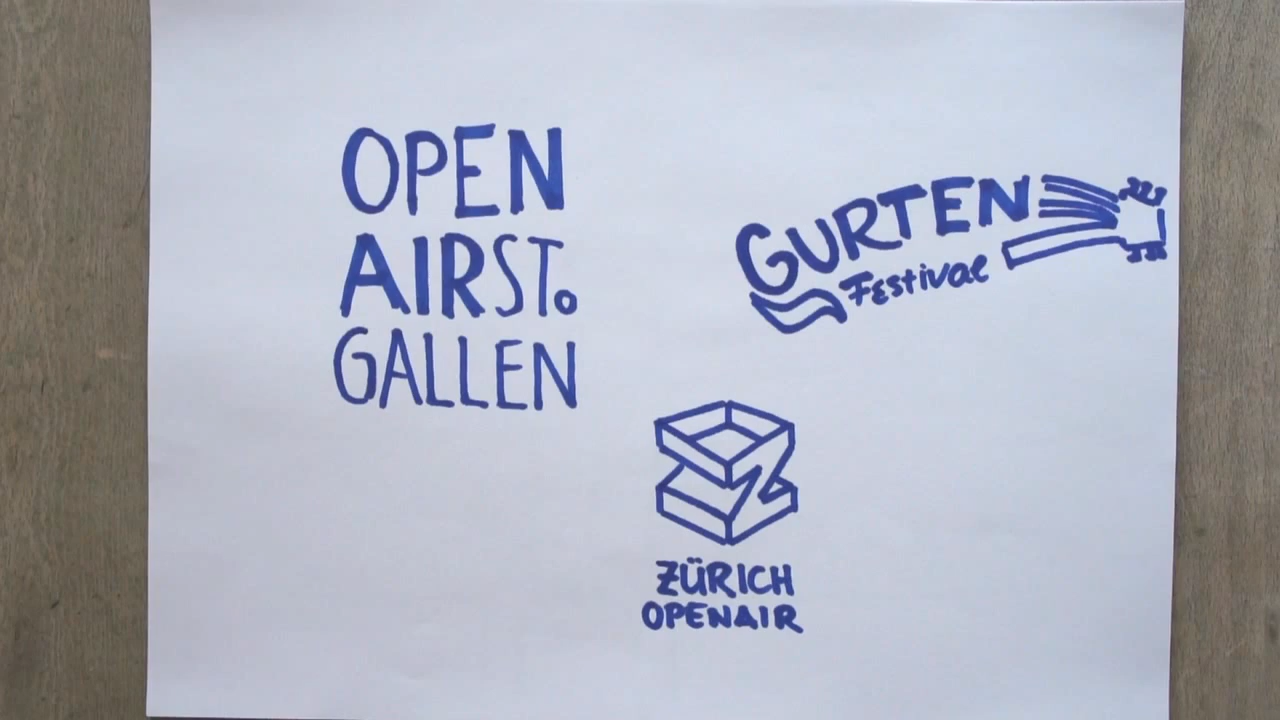 OPEN
AIR ST.
GALLEN
GURTEN
Festival
ZÜRICH
OPENAIR